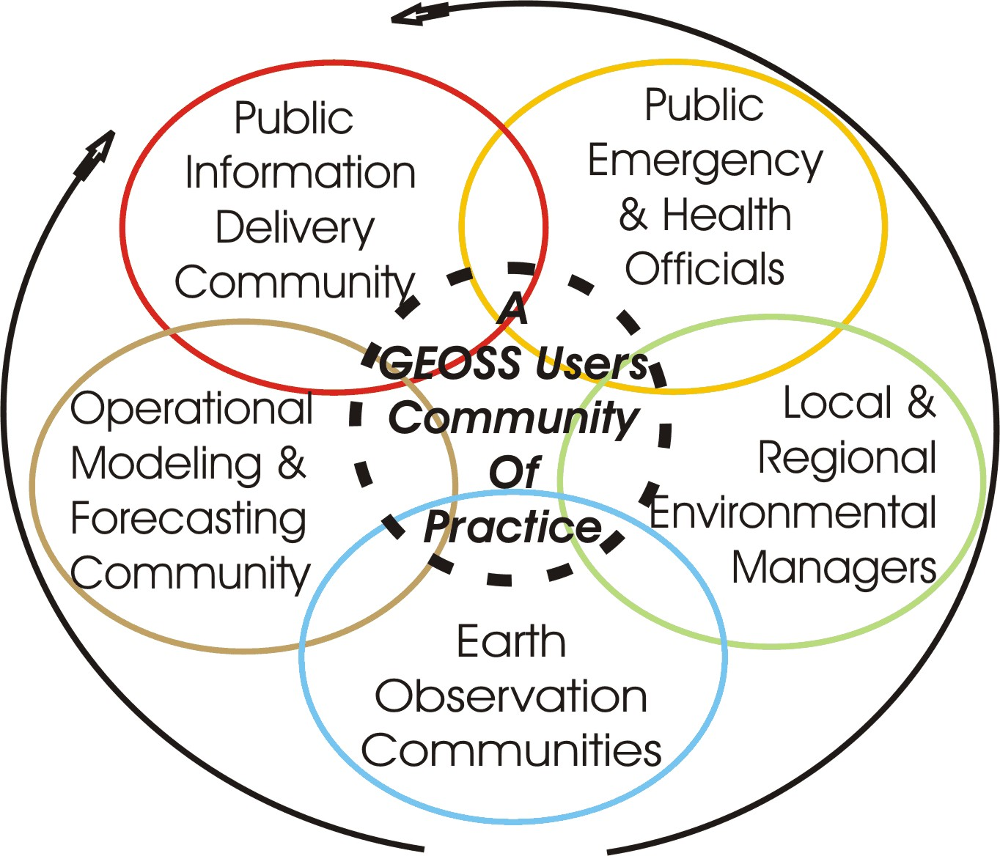 Public
Information
Delivery
Community
Public
Emergency
& Health
Officials
A
GEOSS Users
Community
Of
Practice
Operational
Modeling &
Forecasting
Community
Local &
Regional
Environmental
Managers
Earth
Observation
Communities